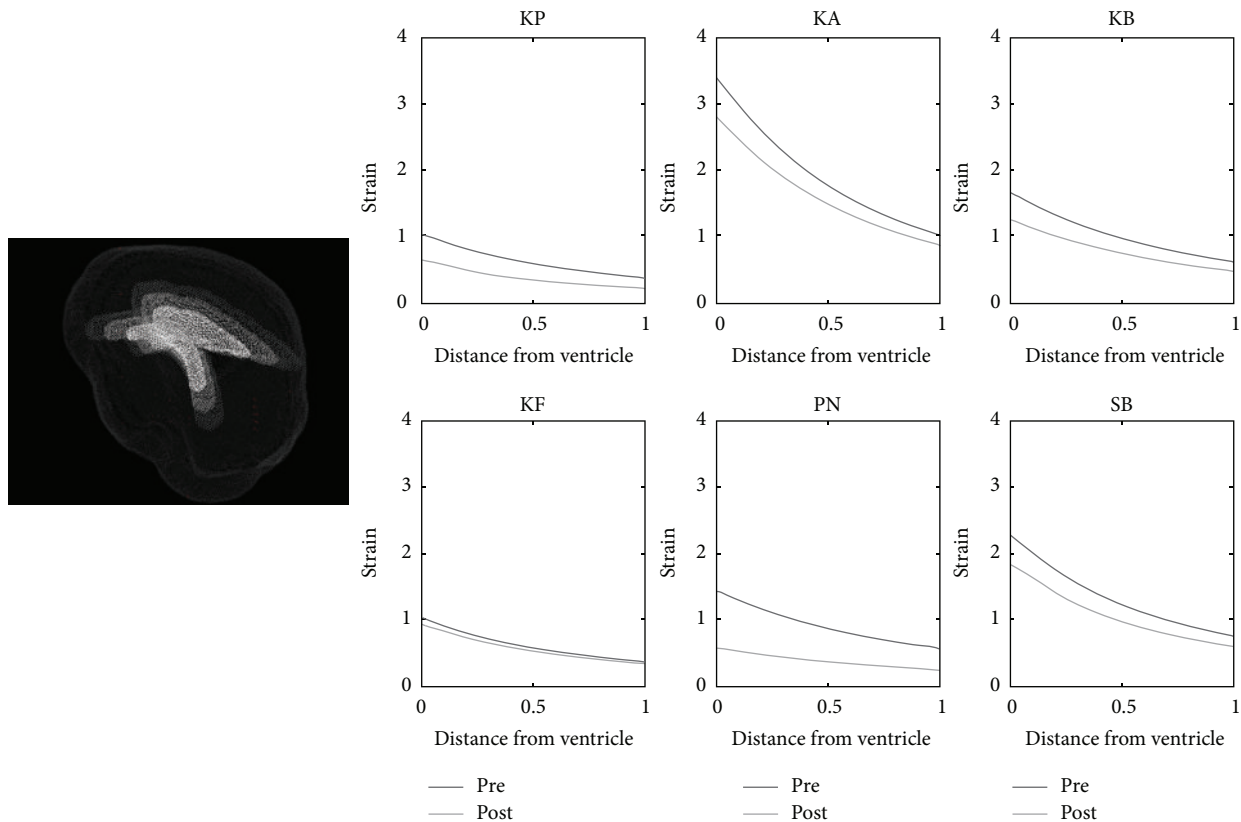 KP
4
3
2
1
0
Strain
0 0.5 1
Distance from ventricle
KA
4
3
2
1
0
Strain
0 0.5 1
Distance from ventricle
KB
4
3
2
1
0
Strain
0 0.5 1
Distance from ventricle
KF
4
3
2
1
0
Strain
0 0.5 1
Distance from ventricle
Pre
Post
PN
4
3
2
1
0
Strain
0 0.5 1
Distance from ventricle
Pre
Post
SB
4
3
2
1
0
Strain
0 0.5 1
Distance from ventricle
Pre
Post